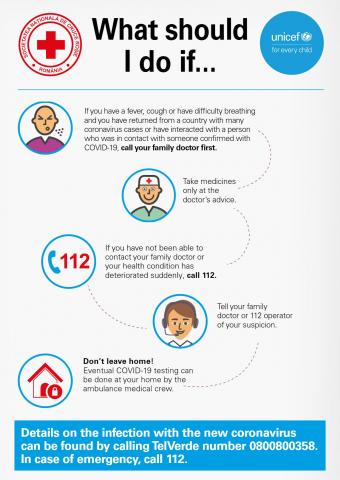 SOCIETATEA NAȚIONALĂ DE CRUCE ROȘIE
ROMÂNIA
What should
I do if...
unicef
for every child
If you have a fever, cough or have difficulty breathing
and you have returned from a country with many
coronavirus cases or have interacted with a person
who was in contact with someone confirmed with
COVID-19, call your family doctor first.
Take medicines
only at the
doctor's advice.
112
If you have not been able to
contact your family doctor or
your health condition has
deteriorated suddenly, call 112.
Tell your family
doctor or 112 operator
of your suspicion.
Don't leave home!
Eventual COVID-19 testing can
be done at your home by the
ambulance medical crew.
Details on the infection with the new coronavirus
can be found by calling TelVerde number 0800800358.
In case of emergency, call 112.